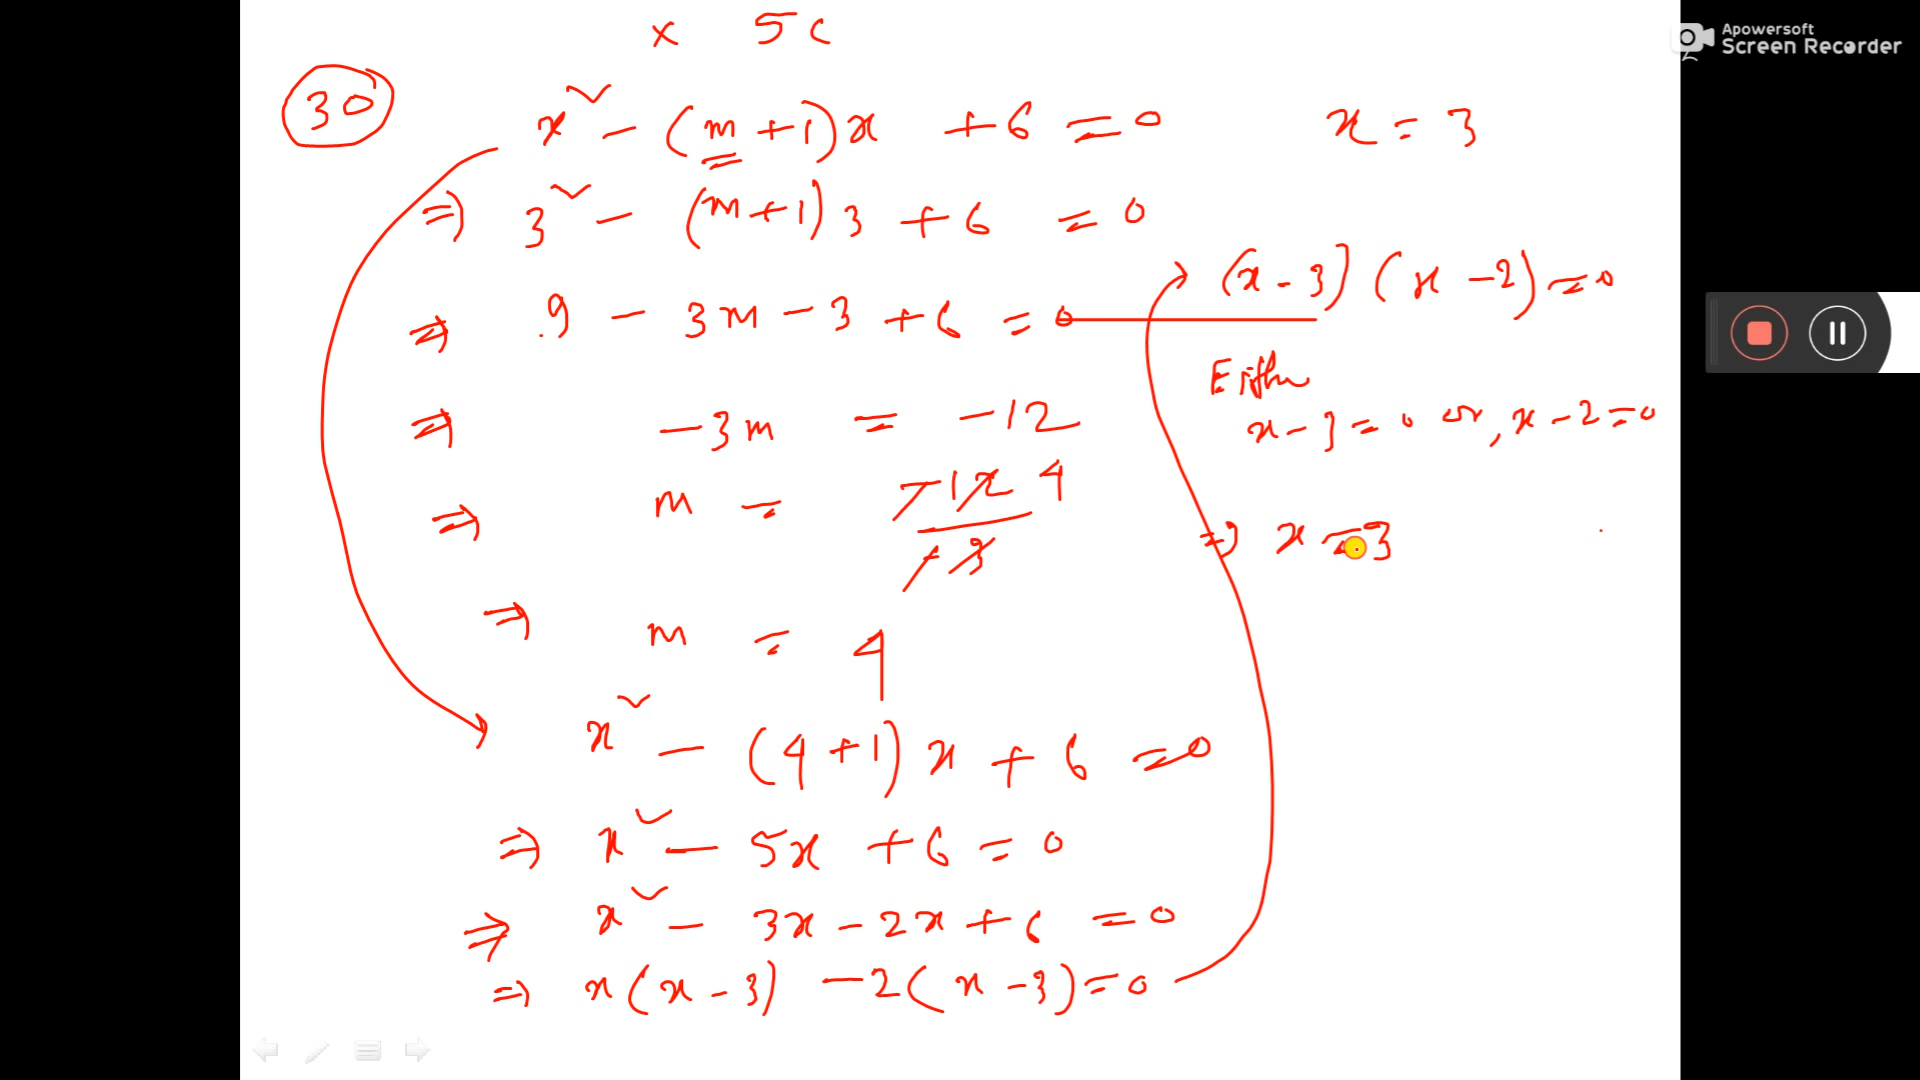 x 5c
30
x² - (m+1)x + 6 = 0 x = 3
⇒ 3² - (m+1)3 + 6 = 0
⇒ 9 - 3m - 3 + 6 = 0
⇒ -3m = -12
⇒ m = -12 4
-3
⇒ m = 4
x² - (4+1)x + 6 = 0
⇒ x² - 5x + 6 = 0
⇒ x² - 3x - 2x + 6 = 0
⇒ x(x-3) - 2(x-3) = 0
(x-3)(x-2) = 0
Either
x-3 = 0 or, x-2 = 0
⇒ x = 3
Apowersoft
Screen Recorder